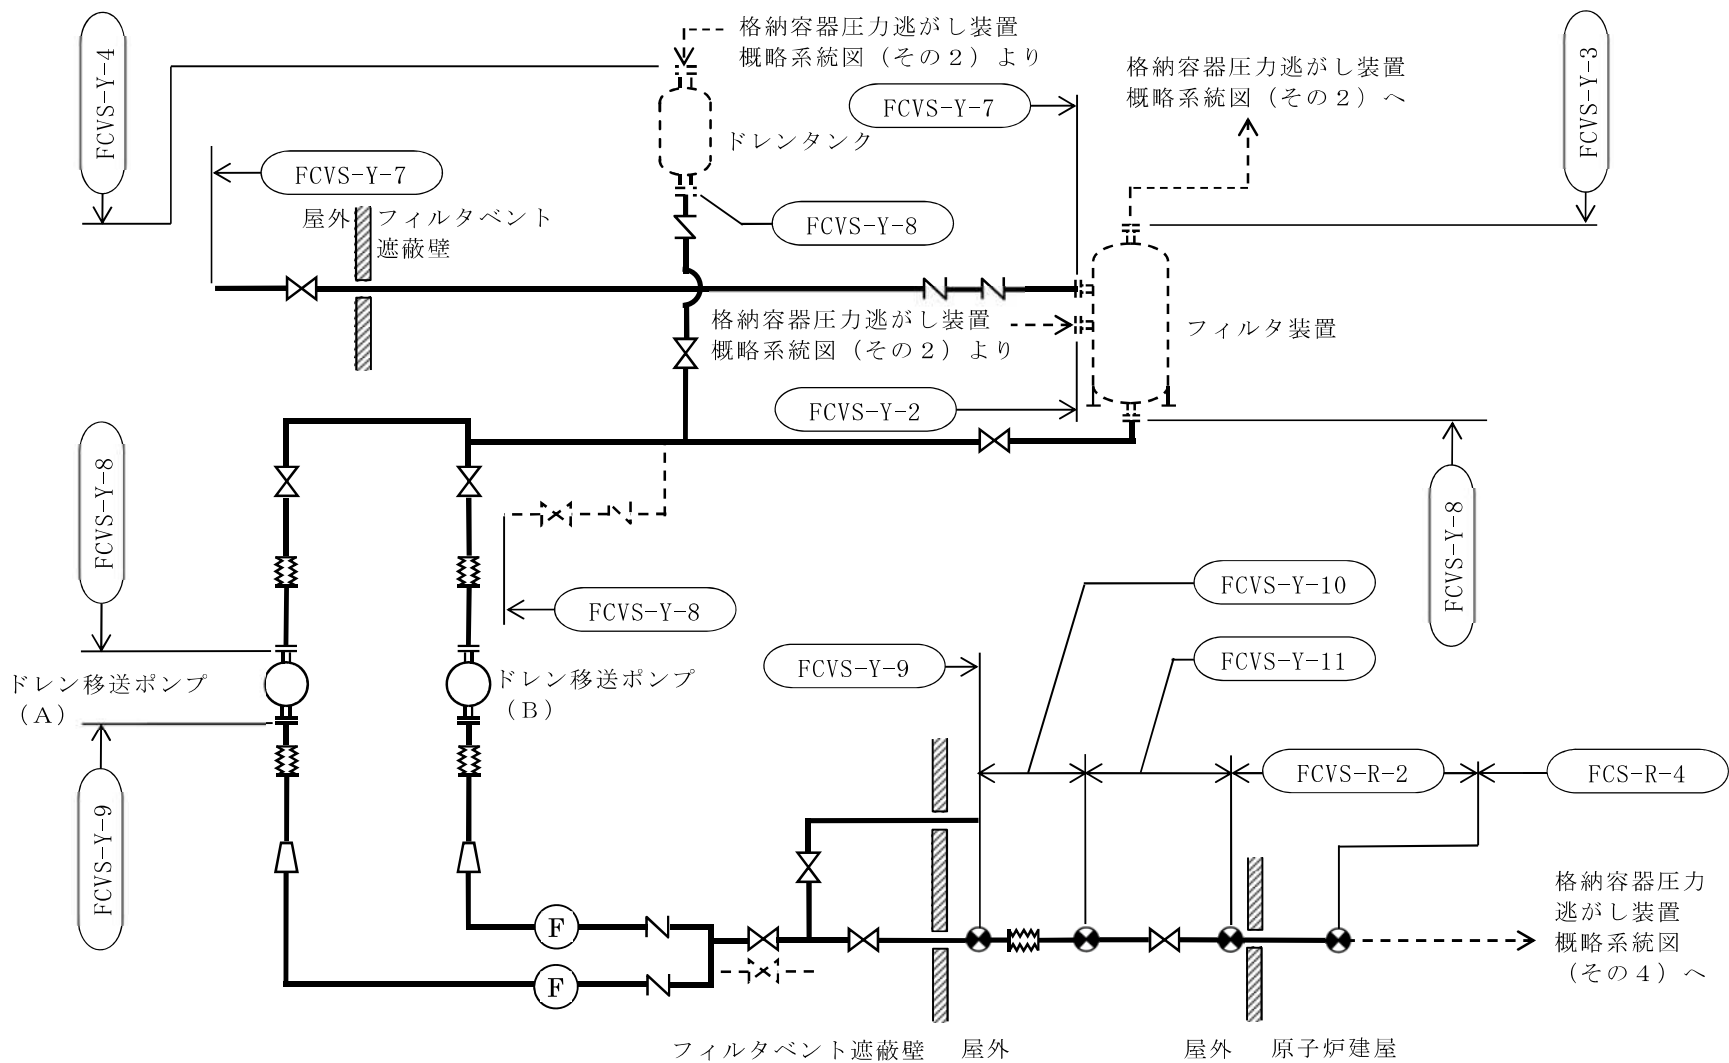 格納容器圧力逃がし装置
概略系統図（その２）より
FCVS-Y-4
FCVS-Y-7
格納容器圧力逃がし装置
概略系統図（その２）へ
FCVS-Y-3
ドレンタンク
FCVS-Y-7
屋外
フィルタベント
遮蔽壁
FCVS-Y-8
格納容器圧力逃がし装置
概略系統図（その２）より
フィルタ装置
FCVS-Y-2
FCVS-Y-8
FCVS-Y-8
FCVS-Y-8
FCVS-Y-10
FCVS-Y-11
FCVS-Y-9
ドレン移送ポンプ
（A）
ドレン移送ポンプ
（B）
FCVS-Y-9
FCVS-R-2
FCS-R-4
F
F
格納容器圧力
逃がし装置
概略系統図
（その４）へ
フィルタベント遮蔽壁
屋外
屋外
原子炉建屋